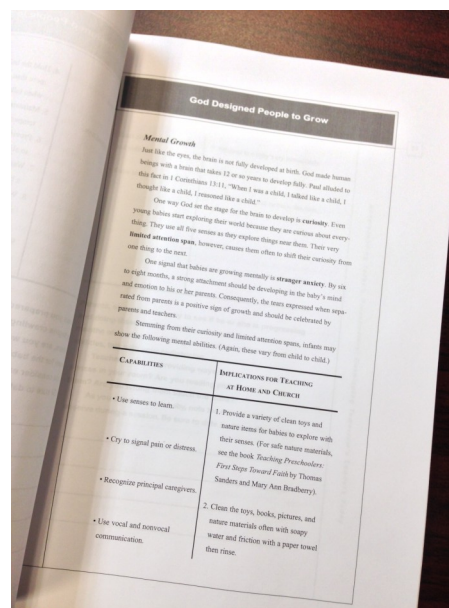 God Designed People to Grow
Mental Growth
Just like the eyes, the brain is not fully developed at birth. God made human
beings with a brain that takes 12 or so years to develop fully. Paul alluded to
this fact in 1 Corinthians 13:11, “When I was a child, I talked like a child, I
thought like a child, I reasoned like a child.”
One way God set the stage for the brain to develop is curiosity. Even
young babies start exploring their world because they are curious about every-
thing. They use all five senses as they explore things near them. Their very
limited attention span, however, causes them often to shift their curiosity from
one thing to the next.
One signal that babies are growing mentally is stranger anxiety. By six
to eight months, a strong attachment should be developing in the baby’s mind
and emotion to his or her parents. Consequently, the tears expressed when sepa-
rated from parents is a positive sign of growth and should be celebrated by
parents and teachers.
Stemming from their curiosity and limited attention spans, infants may
show the following mental abilities. (Again, these vary from child to child.)
CAPABILITIES
• Use senses to learn.
• Cry to signal pain or distress.
• Recognize principal caregivers.
• Use vocal and nonvocal
communication.
IMPLICATIONS FOR TEACHING
AT HOME AND CHURCH
1. Provide a variety of clean toys and
nature items for babies to explore with
their senses. (For safe nature materials,
see the book Teaching Preschoolers:
First Steps Toward Faith by Thomas
Sanders and Mary Ann Bradberry).
2. Clean the toys, books, pictures, and
nature materials often with soapy
water and friction with a paper towel
then rinse.